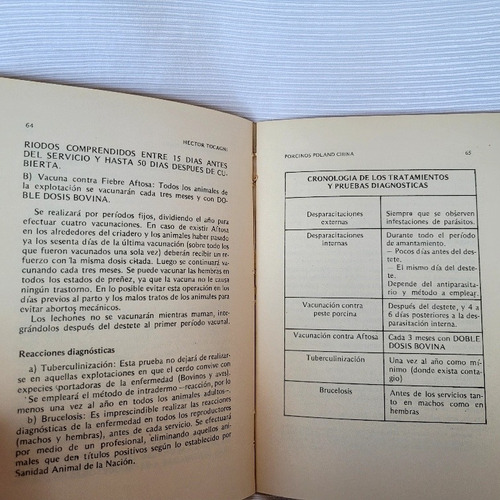 64
HECTOR TOCAGNI
RIODOS COMPRENDIDOS ENTRE 15 DIAS ANTES
DEL SERVICIO Y HASTA 50 DIAS DESPUES DE CU-
BIERTA.
B) Vacuna contra Fiebre Aftosa: Todos los animales de
la explotación se vacunarán cada tres meses y con DO-
BLE DOSIS BOVINA.
Se realizará por períodos fijos, dividiendo el año para
efectuar cuatro vacunaciones. En caso de existir Aftosa
en los alrededores del criadero y los animales haber pasado
ya los sesenta días de la última vacunación (sobre todo los
que fueron vacunados una sola vez) deberán recibir un re-
fuerzo con la misma dosis citada. Luego se continuará va-
cunando cada tres meses. Se puede vacunar las hembras en
todos los estados de preñez, ya que la vacuna no le causa
ningún trastorno. En lo posible evitar esta operación en los
días previos al parto y los malos tratos de los animales para
evitar abortos mecánicos.
Los lechones no se vacunarán mientras maman, inte-
grándolos después del destete al primer período vacunal.
Reacciones diagnósticas
a) Tuberculinización: Esta prueba no dejará de realizar-
se en aquellas explotaciones en que el cerdo convive con
especies portadoras de la enfermedad (Bovinos y aves).
Se empleará el método de intradermo—reacción, por lo
menos una vez al año en todos los animales adultos—
b) Brucelosis: Es imprescindible realizar las reacciones
diagnósticas de la enfermedad en todos los reproductores
(machos y hembras), antes de cada servicio. Se efectuará
por medio de un profesional, eliminando aquellos ani-
males que den títulos positivos según lo establecido por
Sanidad Animal de la Nación.
PORCINOS POLAND CHINA
65
CRONOLOGIA DE LOS TRATAMIENTOS
Y PRUEBAS DIAGNOSTICAS
Desparacitaciones
externas
Siempre que se observen
infestaciones de parásitos.
Desparacitaciones
internas
Durante todo el período
de amantamiento.
— Pocos días antes del des-
tete.
. El mismo día del deste-
te.
Depende del antiparasita-
rio y método a emplear.
Vacunación contra
peste porcina
Después del destete, y 4 a
6 días posteriores a la des-
paracitación interna.
Vacunación contra Aftosa
Cada 3 meses con DOBLE
DOSIS BOVINA
Tuberculinización
Una vez al año como mí-
nimo (donde exista conta-
gio)
Brucelosis
Antes de los servicios tan-
to en machos como en
hembras